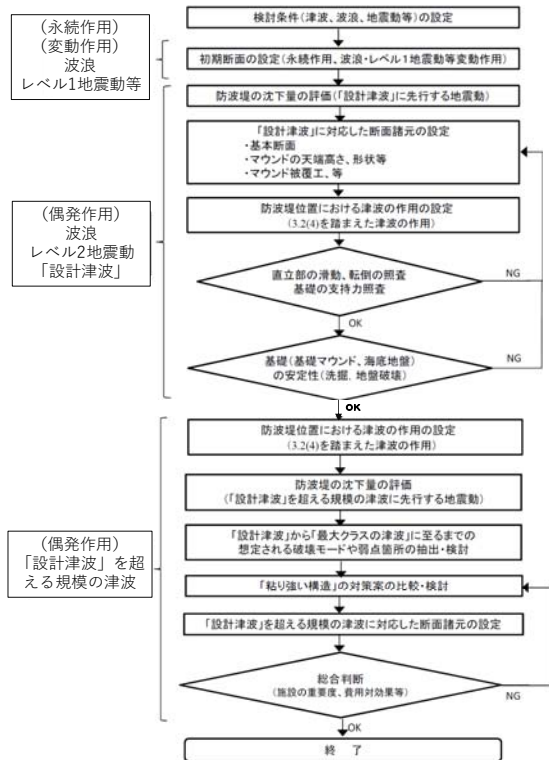 検討条件(津波、波浪、地震動等)の設定
(永続作用)
(変動作用)
波浪
レベル1地震動等
初期断面の設定(永続作用、波浪・レベル1地震動等変動作用)
防波堤の沈下量の評価(「設計津波」に先行する地震動)
「設計津波」に対応した断面諸元の設定
・基本断面
・マウンドの天端高さ、形状等
・マウンド被覆工、等
(偶発作用)
波浪
レベル2地震動
「設計津波」
防波堤位置における津波の作用の設定
(3.2(4)を踏まえた津波の作用)
直立部の滑動、転倒の照査
基礎の支持力照査
NG
OK
基礎(基礎マウンド、海底地盤)
の安定性(洗掘、地盤破壊)
NG
OK
防波堤位置における津波の作用の設定
(3.2(4)を踏まえた津波の作用)
防波堤の沈下量の評価
(「設計津波」を超える規模の津波に先行する地震動)
「設計津波」から「最大クラスの津波」に至るまでの
想定される破壊モードや弱点箇所の抽出・検討
(偶発作用)
「設計津波」を超
える規模の津波
「粘り強い構造」の対策案の比較・検討
「設計津波」を超える規模の津波に対応した断面諸元の設定
総合判断
(施設の重要度、費用対効果等)
NG
OK
終 了